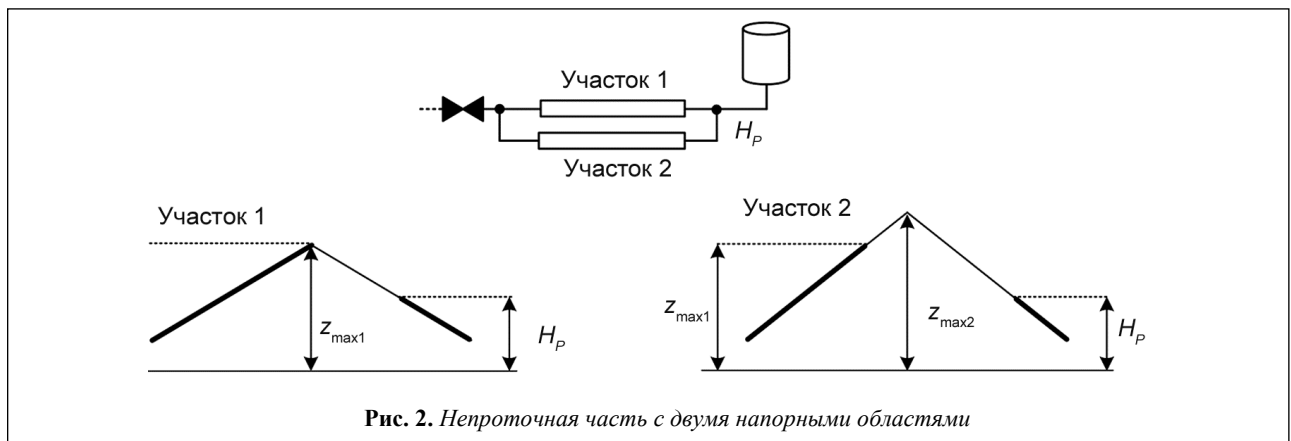 Участок 1
H_P
Участок 2
Участок 1
z_max1
H_P
Участок 2
z_max1
z_max2
H_P
Рис. 2. Непроточная часть с двумя напорными областями